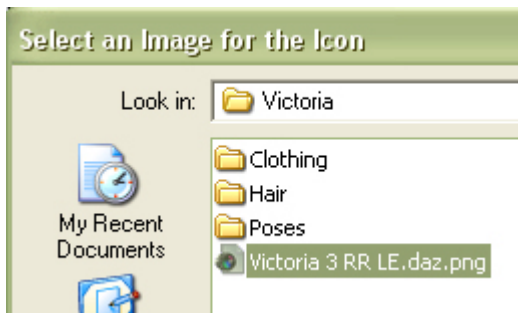 Select an Image for the Icon
Look in:
Victoria
My Recent
Documents
Clothing
Hair
Poses
Victoria 3 RR LE.daz.png